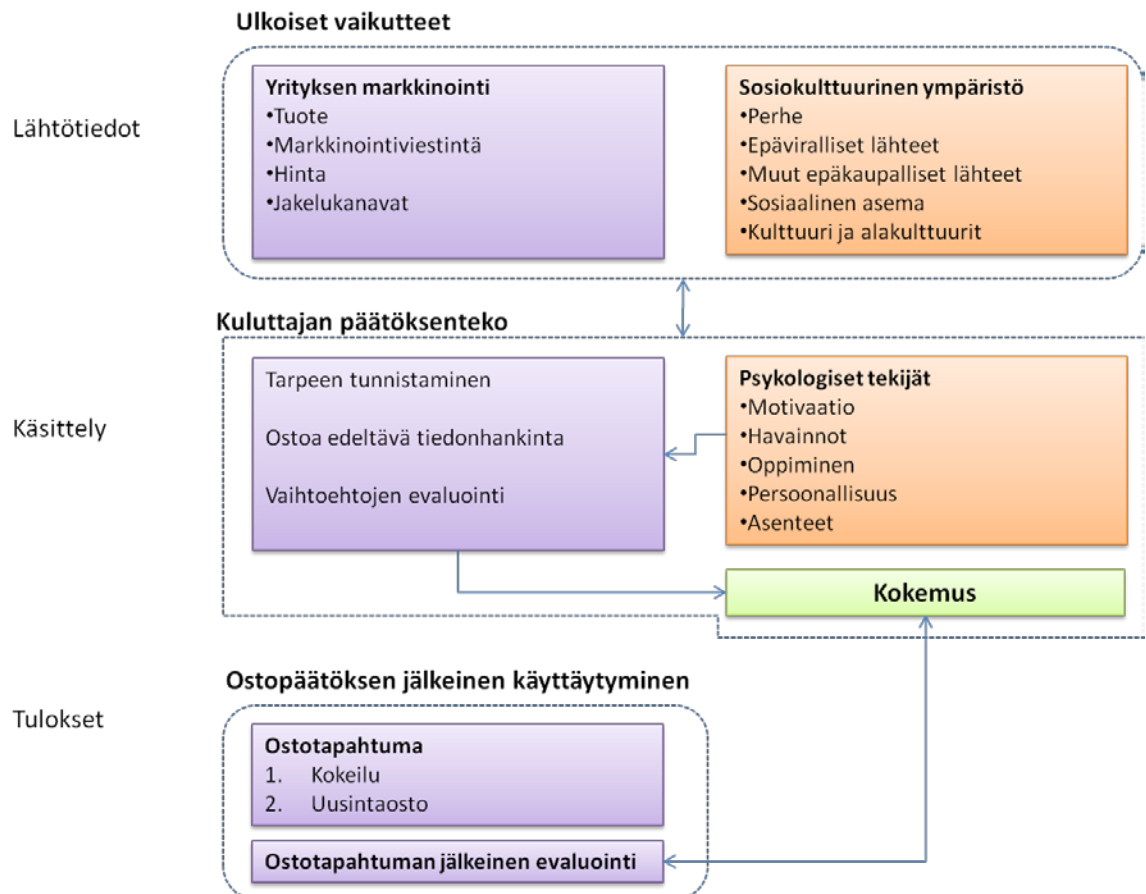 Ulkoiset vaikutteet
Lähtötiedot
Yrityksen markkinointi
•Tuote
•Markkinointiviestintä
•Hinta
•Jakelukanavat
Sosiokulttuurinen ympäristö
•Perhe
•Epäviralliset lähteet
•Muut epäkaupalliset lähteet
•Sosiaalinen asema
•Kulttuuri ja alakulttuurit
Kuluttajan päätöksenteko
Käsittely
Tarpeen tunnistaminen
Ostoa edeltävä tiedonhankinta
Vaihtoehtojen evaluointi
Psykologiset tekijät
•Motivaatio
•Havainnot
•Oppiminen
•Persoonallisuus
•Asenteet
Kokemus
Ostopäätöksen jälkeinen käyttäytyminen
Tulokset
Ostotapahtuma
1. Kokeilu
2. Uusintaosto
Ostotapahtuman jälkeinen evaluointi